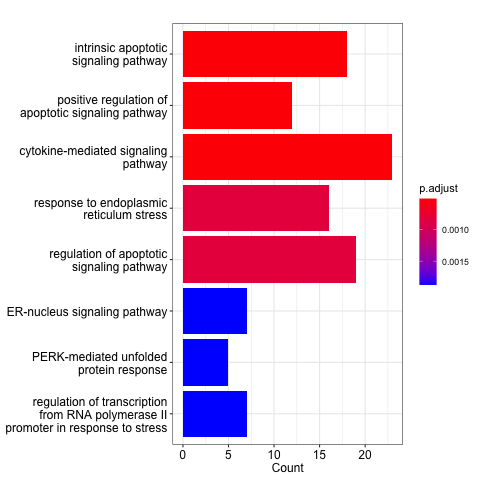 intrinsic apoptotic
signaling pathway
positive regulation of
apoptotic signaling pathway
cytokine-mediated signaling
pathway
response to endoplasmic
reticulum stress
regulation of apoptotic
signaling pathway
ER-nucleus signaling pathway
PERK-mediated unfolded
protein response
regulation of transcription
from RNA polymerase II
promoter in response to stress
0 5 10 15 20
Count
p.adjust
0.0010
0.0015